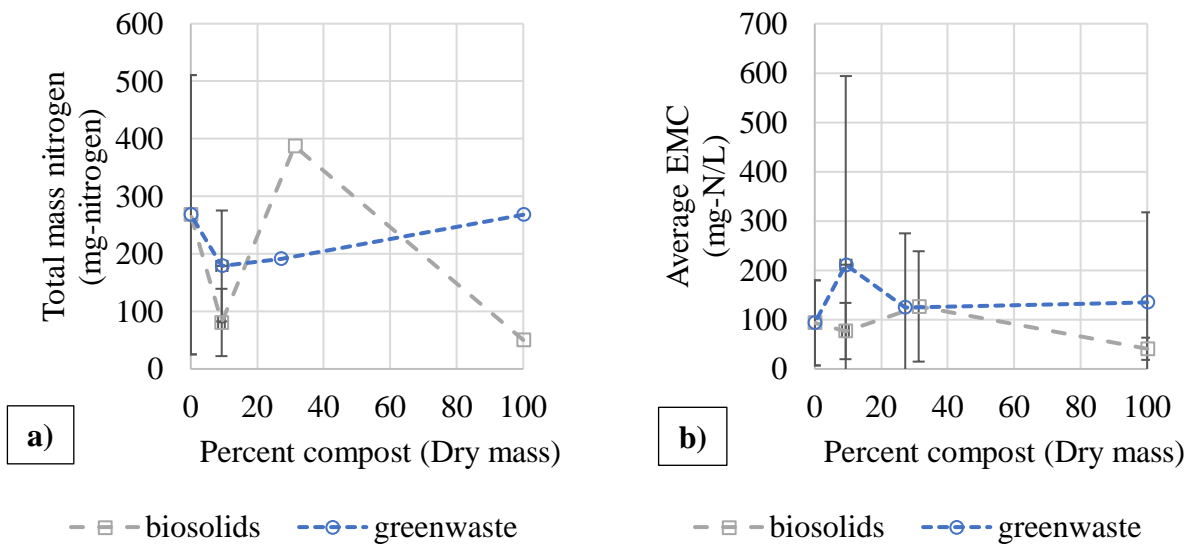 Total mass nitrogen
(mg-nitrogen)
600
500
400
300
200
100
0
0 20 40 60 80 100
Percent compost (Dry mass)
a)
biosolids greenwaste
Average EMC
(mg-N/L)
700
600
500
400
300
200
100
0
0 20 40 60 80 100
Percent compost (Dry mass)
b)
biosolids greenwaste